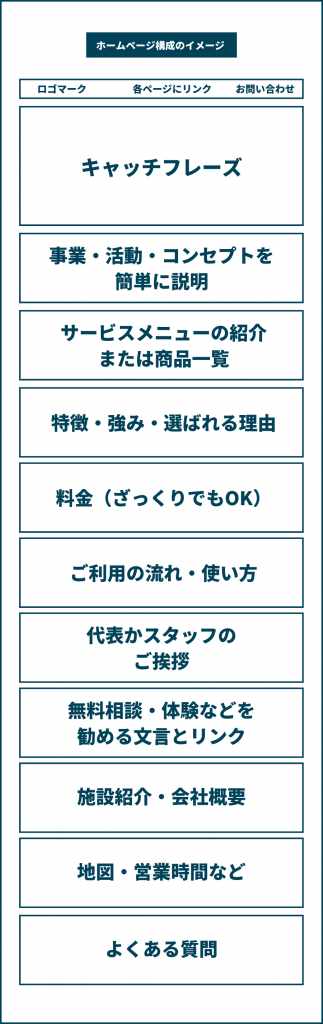 ホームページ構成のイメージ
ロゴマーク 各ページにリンク お問い合わせ
キャッチフレーズ
事業・活動・コンセプトを
簡単に説明
サービスメニューの紹介
または商品一覧
特徴・強み・選ばれる理由
料金（ざっくりでもOK）
ご利用の流れ・使い方
代表かスタッフの
ご挨拶
無料相談・体験などを
勧める文言とリンク
施設紹介・会社概要
地図・営業時間など
よくある質問